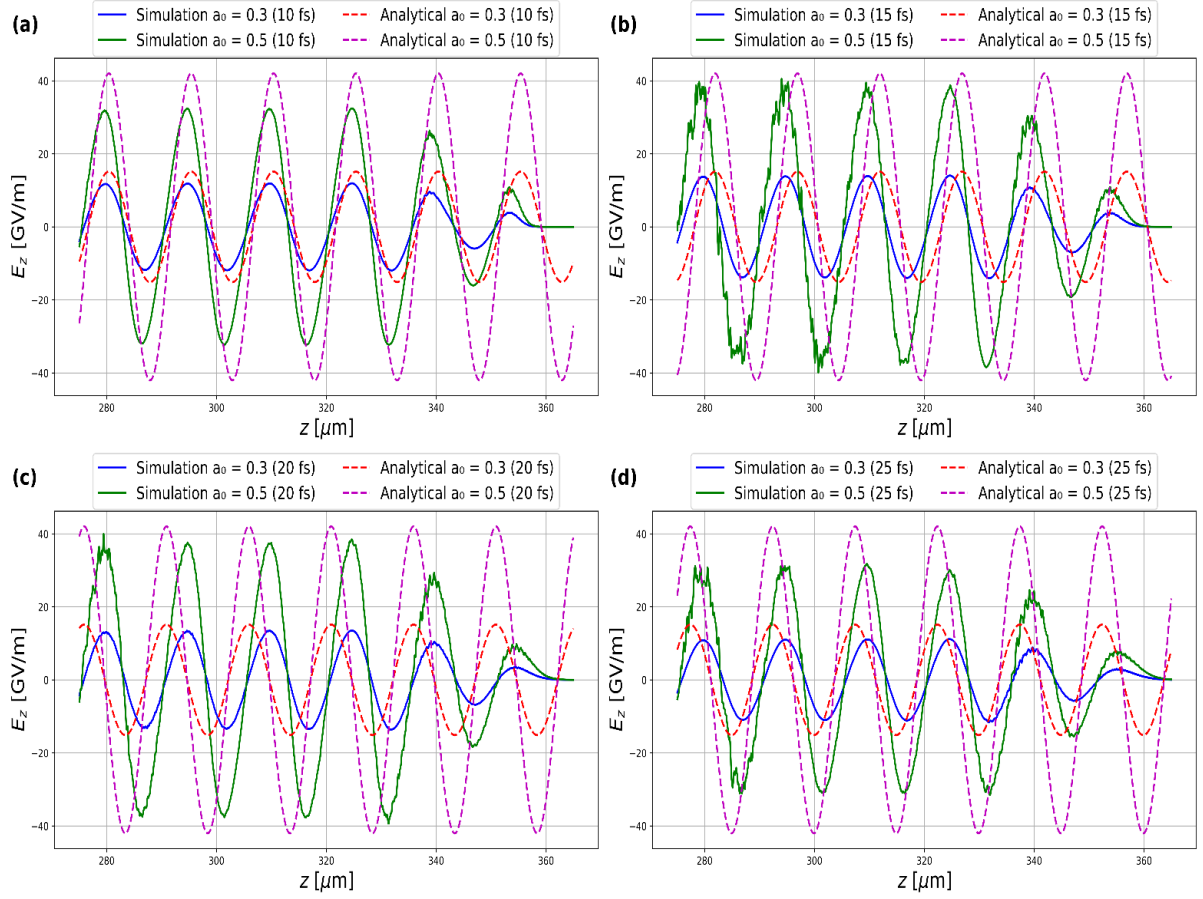 (a)
Simulation a₀ = 0.3 (10 fs) Analytical a₀ = 0.3 (10 fs)
Simulation a₀ = 0.5 (10 fs) Analytical a₀ = 0.5 (10 fs)
E_z [GV/m]
40
20
0
−20
−40
280 300 320 340 360
z [μm]
(b)
Simulation a₀ = 0.3 (15 fs) Analytical a₀ = 0.3 (15 fs)
Simulation a₀ = 0.5 (15 fs) Analytical a₀ = 0.5 (15 fs)
E_z [GV/m]
40
20
0
−20
−40
280 300 320 340 360
z [μm]
(c)
Simulation a₀ = 0.3 (20 fs) Analytical a₀ = 0.3 (20 fs)
Simulation a₀ = 0.5 (20 fs) Analytical a₀ = 0.5 (20 fs)
E_z [GV/m]
40
20
0
−20
−40
280 300 320 340 360
z [μm]
(d)
Simulation a₀ = 0.3 (25 fs) Analytical a₀ = 0.3 (25 fs)
Simulation a₀ = 0.5 (25 fs) Analytical a₀ = 0.5 (25 fs)
E_z [GV/m]
40
20
0
−20
−40
280 300 320 340 360
z [μm]